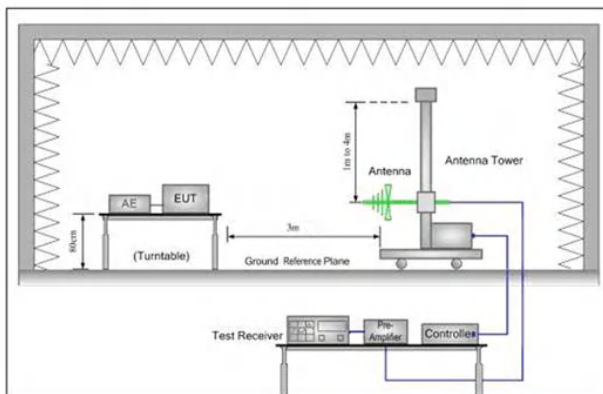 1m to 4m
Antenna
Antenna Tower
AE
EUT
80cm
(Turntable)
3m
Ground Reference Plane
Test Receiver
Pre-
Amplifier
Controller